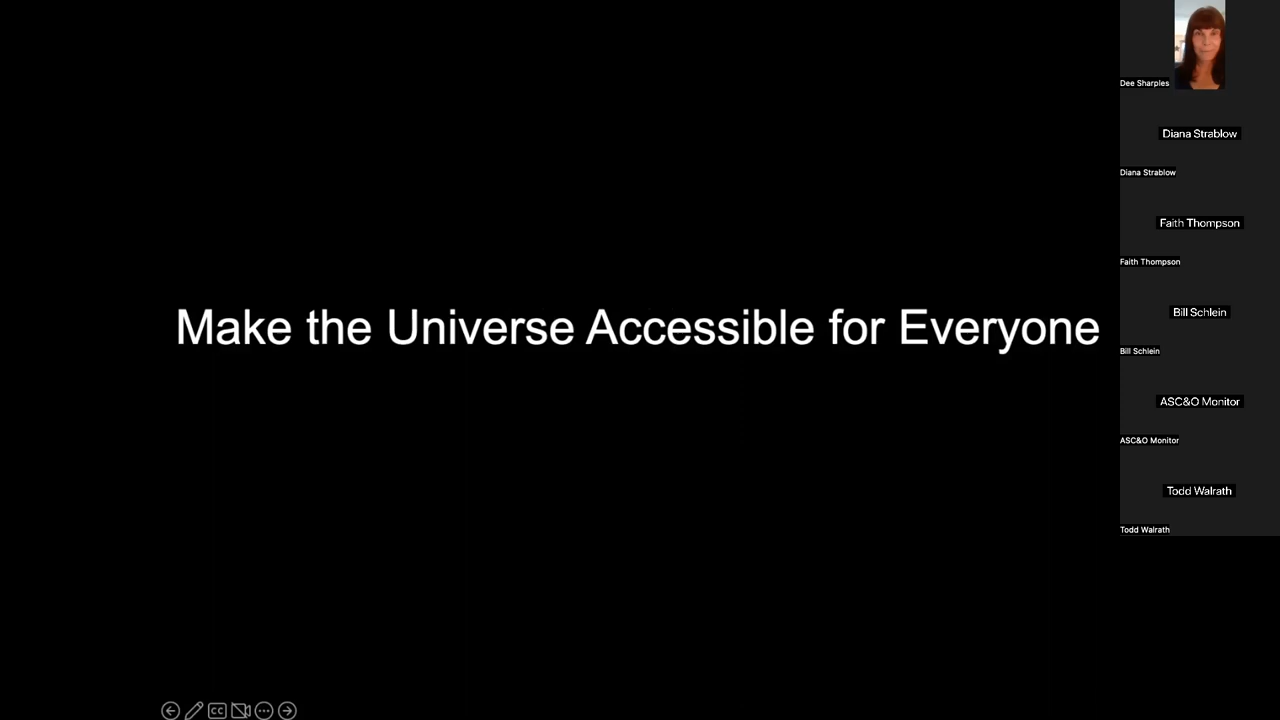 Make the Universe Accessible for Everyone
Dee Sharples
Diana Strablow
Diana Strablow
Faith Thompson
Faith Thompson
Bill Schlein
Bill Schlein
ASC&O Monitor
ASC&O Monitor
Todd Walrath
Todd Walrath
CC